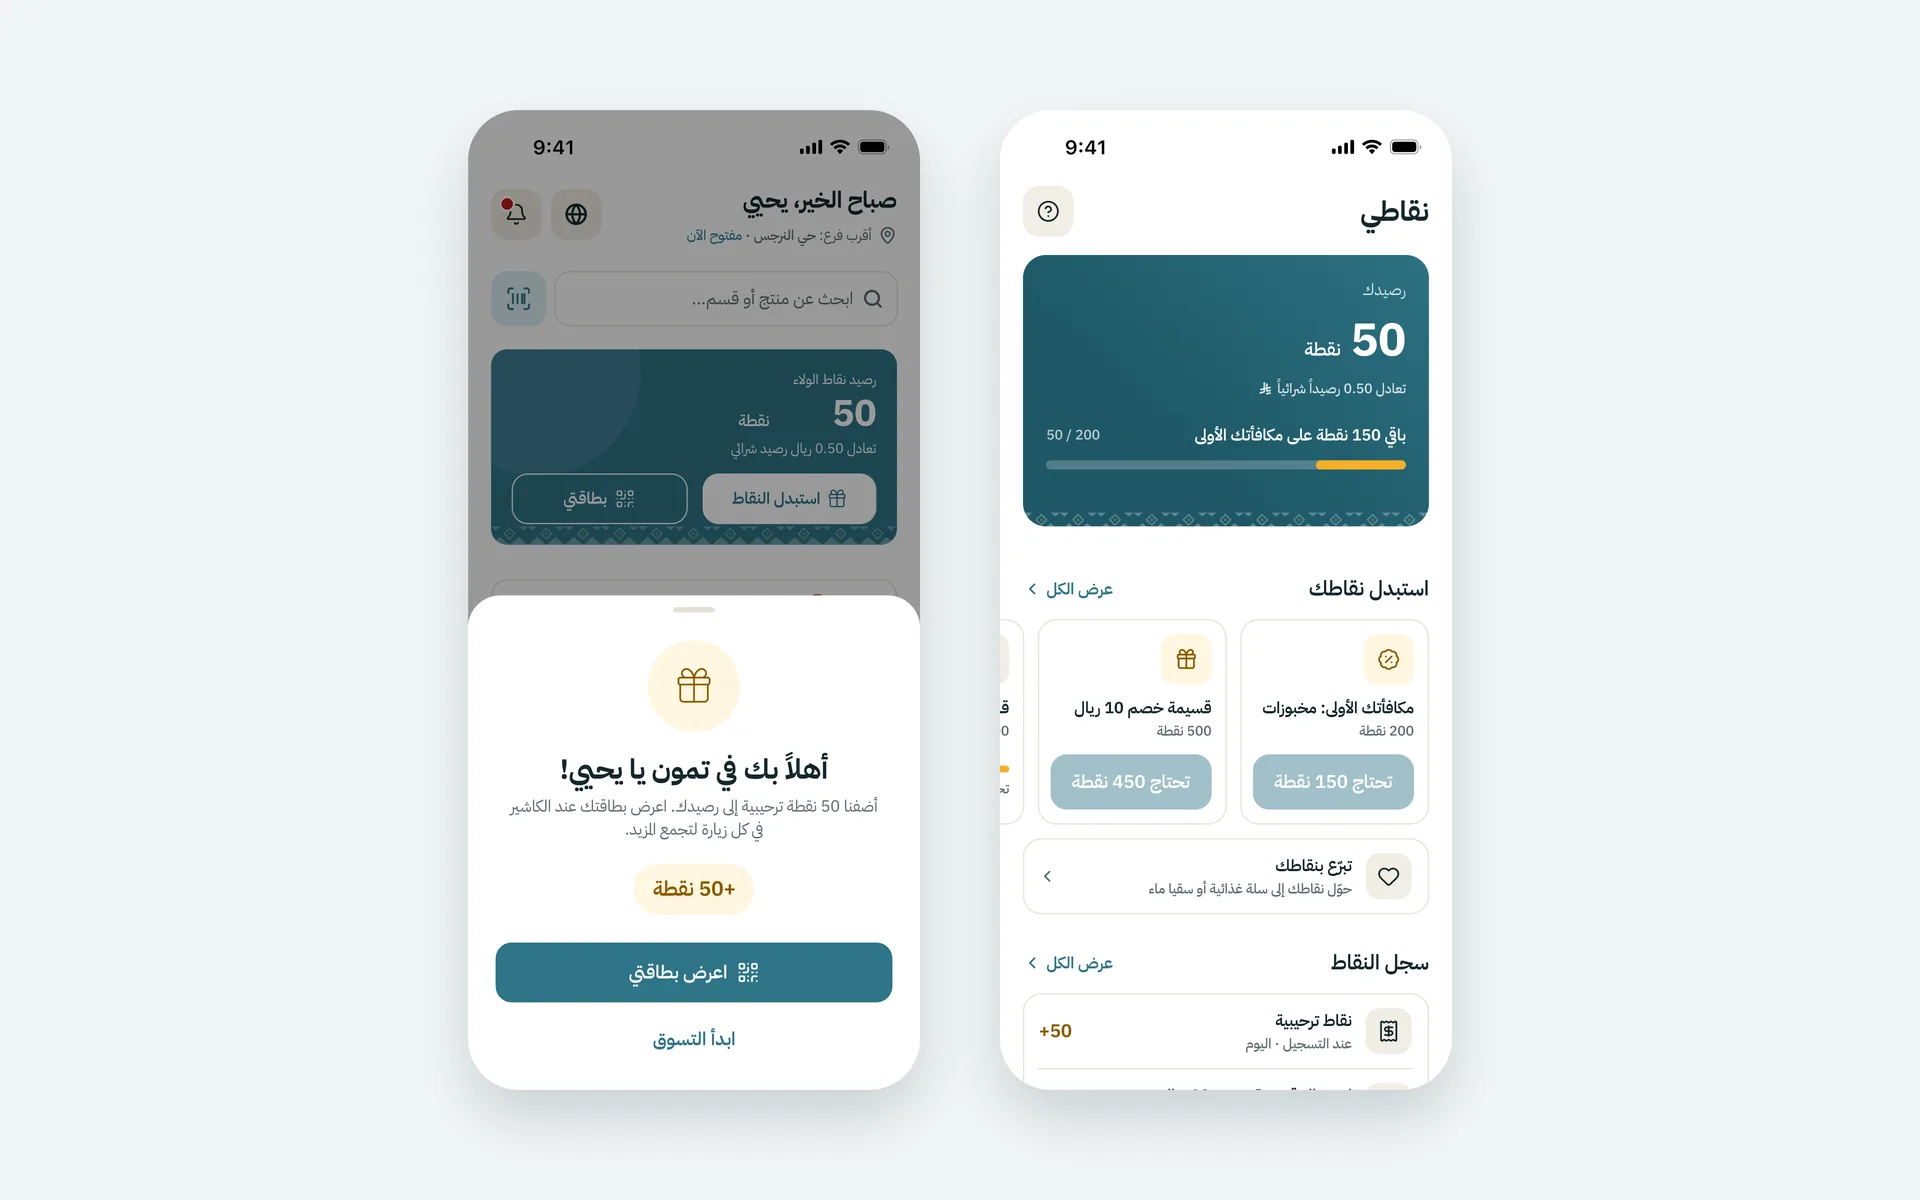 9:41
صباح الخير، يحيي
أقرب فرع: حي النرجس · مفتوح الآن
ابحث عن منتج أو قسم...
رصيد نقاط الولاء
50 نقطة
تعادل 0.50 ريال رصيد شرائي
استبدل النقاط
بطاقتي
أهلاً بك في تمون يا يحيي!
أضفنا 50 نقطة ترحيبية إلى رصيدك. اعرض بطاقتك عند الكاشير
في كل زيارة لتجمع المزيد.
+50 نقطة
اعرض بطاقتي
ابدأ التسوق
9:41
نقاطي
رصيدك
50 نقطة
تعادل 0.50 رصيداً شرائياً
باقي 150 نقطة على مكافأتك الأولى
50 / 200
استبدل نقاطك
عرض الكل
مكافأتك الأولى: مخبوزات
200 نقطة
تحتاج 150 نقطة
قسيمة خصم 10 ريال
500 نقطة
تحتاج 450 نقطة
تبرّع بنقاطك
حوّل نقاطك إلى سلة غذائية أو سقيا ماء
سجل النقاط
عرض الكل
نقاط ترحيبية
عند التسجيل · اليوم
+50